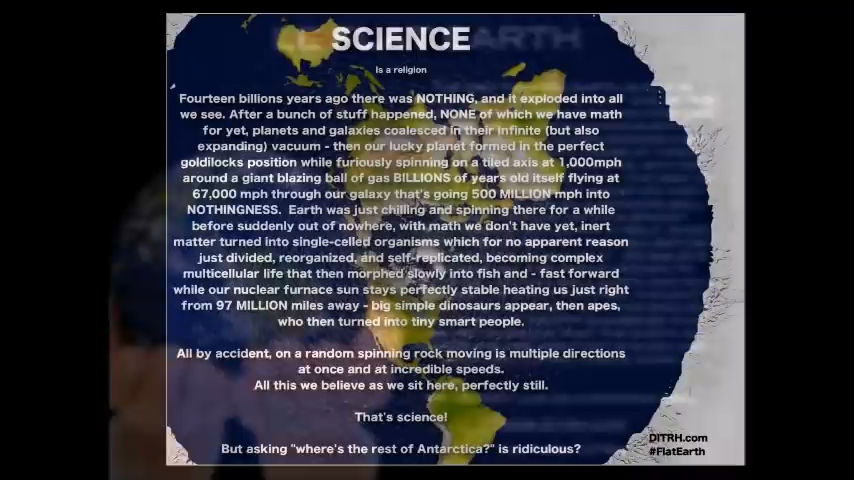 SCIENCE
Is a religion
Fourteen billions years ago there was NOTHING, and it exploded into all
we see. After a bunch of stuff happened, NONE of which we have math
for yet, planets and galaxies coalesced in their infinite (but also
expanding) vacuum - then our lucky planet formed in the perfect
goldilocks position while furiously spinning on a tiled axis at 1,000mph
around a giant blazing ball of gas BILLIONS of years old itself flying at
67,000 mph through our galaxy that's going 500 MILLION mph into
NOTHINGNESS. Earth was just chilling and spinning there for a while
before suddenly out of nowhere, with math we don't have yet, inert
matter turned into single-celled organisms which for no apparent reason
just divided, reorganized, and self-replicated, becoming complex
multicellular life that then morphed slowly into fish and - fast forward
while our nuclear furnace sun stays perfectly stable heating us just right
from 97 MILLION miles away - big simple dinosaurs appear, then apes,
who then turned into tiny smart people.
All by accident, on a random spinning rock moving is multiple directions
at once and at incredible speeds.
All this we believe as we sit here, perfectly still.
That's science!
But asking "where's the rest of Antarctica?" is ridiculous?
DITRH.com
#FlatEarth